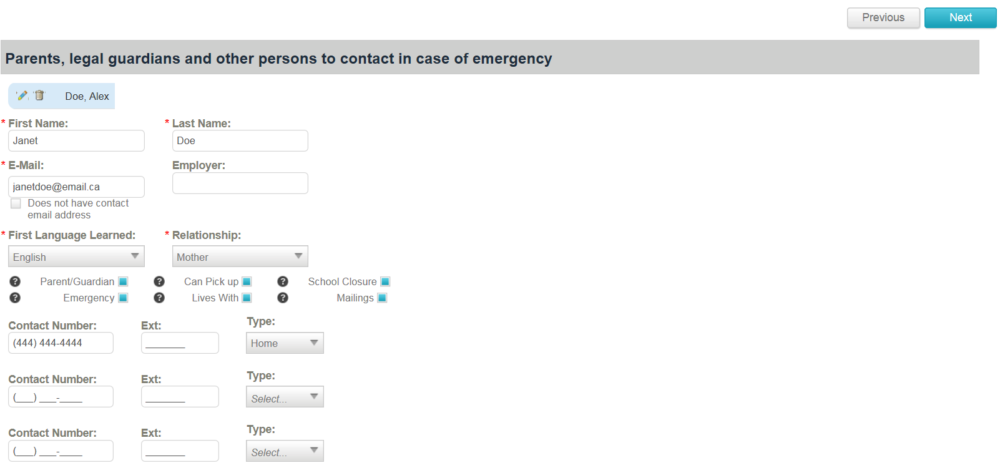 Previous Next
Parents, legal guardians and other persons to contact in case of emergency
Doe, Alex
* First Name: * Last Name:
Janet Doe
* E-Mail: Employer:
janetdoe@email.ca
Does not have contact
email address
* First Language Learned: * Relationship:
English Mother
? Parent/Guardian ? Can Pick up ? School Closure
? Emergency ? Lives With ? Mailings
Contact Number: Ext: Type:
(444) 444-4444 _______ Home
Contact Number: Ext: Type:
(___) ___-____ _______ Select...
Contact Number: Ext: Type:
(___) ___-____ _______ Select...